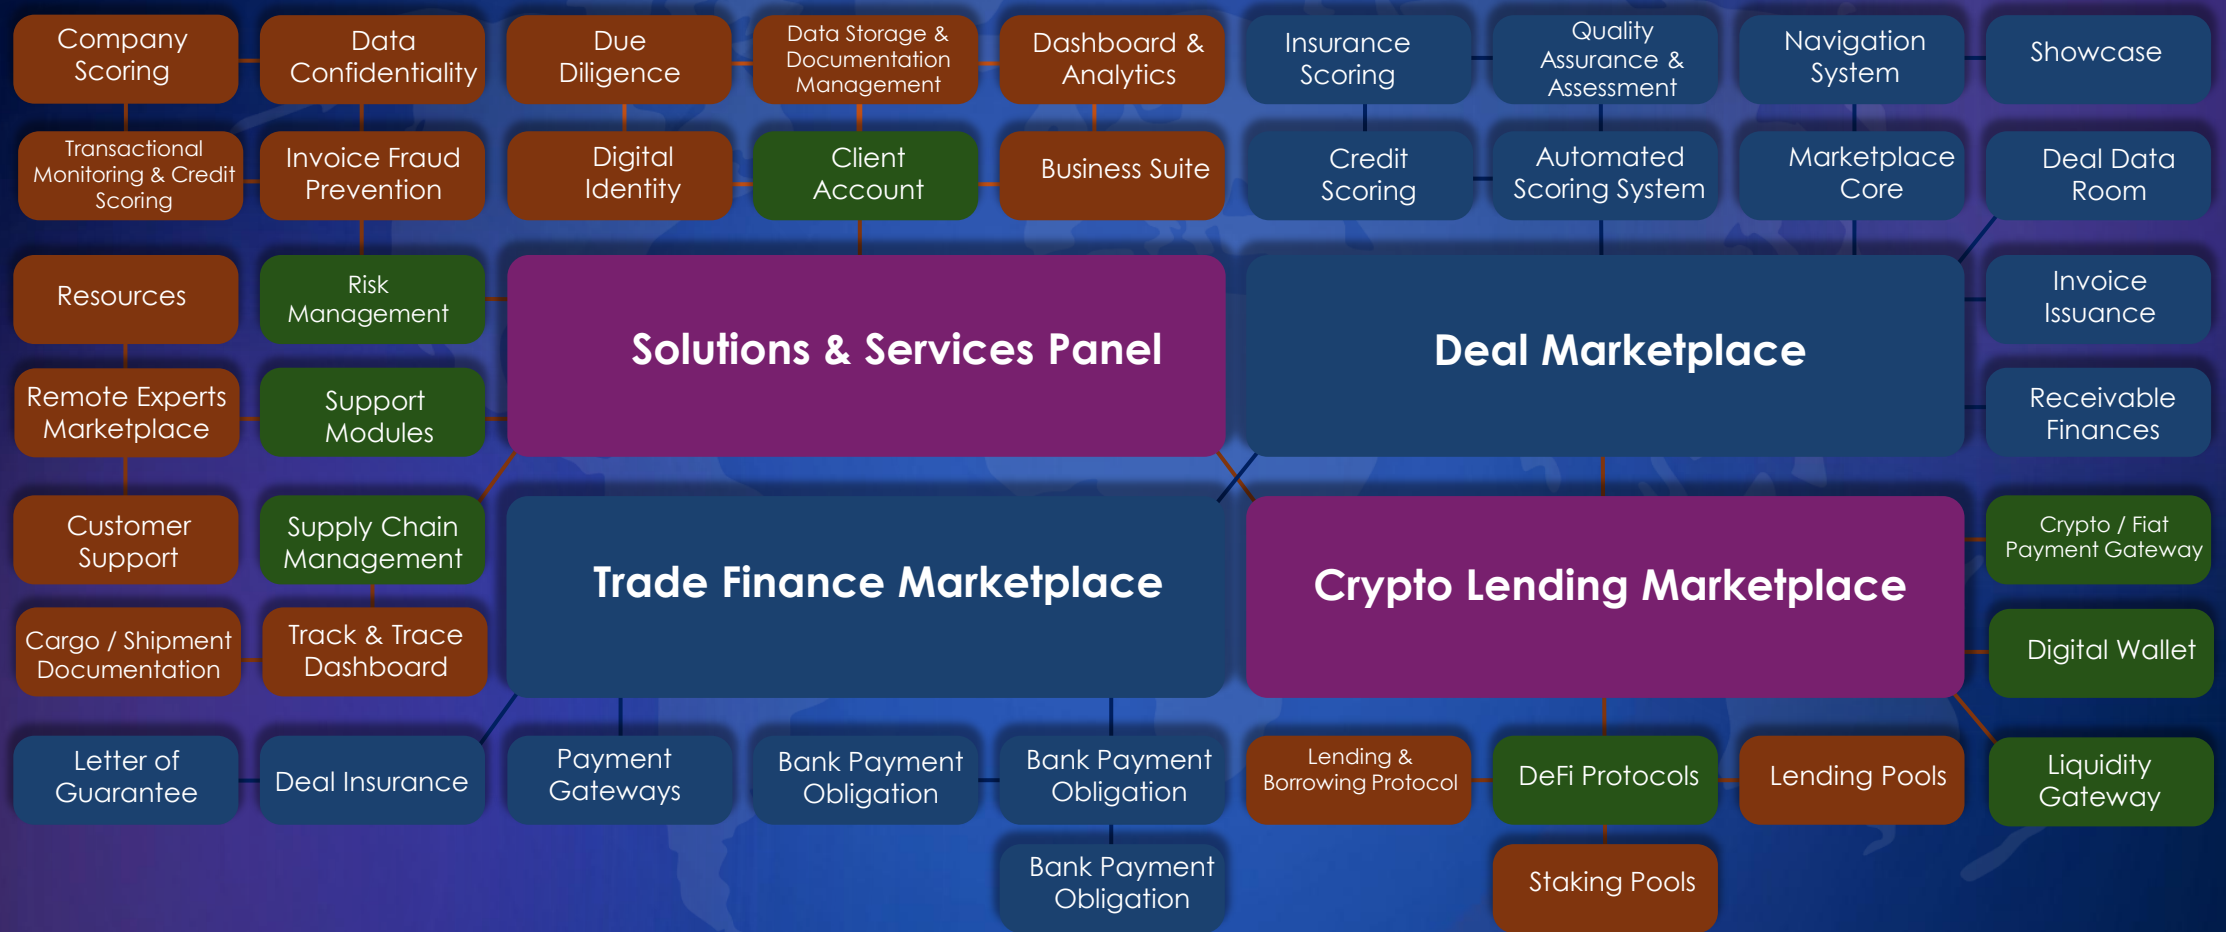 Company
Scoring
Data
Confidentiality
Due
Diligence
Data Storage &
Documentation
Management
Dashboard &
Analytics
Insurance
Scoring
Quality
Assurance &
Assessment
Navigation
System
Showcase
Transactional
Monitoring & Credit
Scoring
Invoice Fraud
Prevention
Digital
Identity
Client
Account
Business Suite
Credit
Scoring
Automated
Scoring System
Marketplace
Core
Deal Data
Room
Resources
Risk
Management
Solutions & Services Panel
Deal Marketplace
Invoice
Issuance
Remote Experts
Marketplace
Support
Modules
Receivable
Finances
Customer
Support
Supply Chain
Management
Trade Finance Marketplace
Crypto Lending Marketplace
Crypto / Fiat
Payment Gateway
Cargo / Shipment
Documentation
Track & Trace
Dashboard
Digital Wallet
Letter of
Guarantee
Deal Insurance
Payment
Gateways
Bank Payment
Obligation
Bank Payment
Obligation
Lending &
Borrowing Protocol
DeFi Protocols
Lending Pools
Liquidity
Gateway
Bank Payment
Obligation
Staking Pools